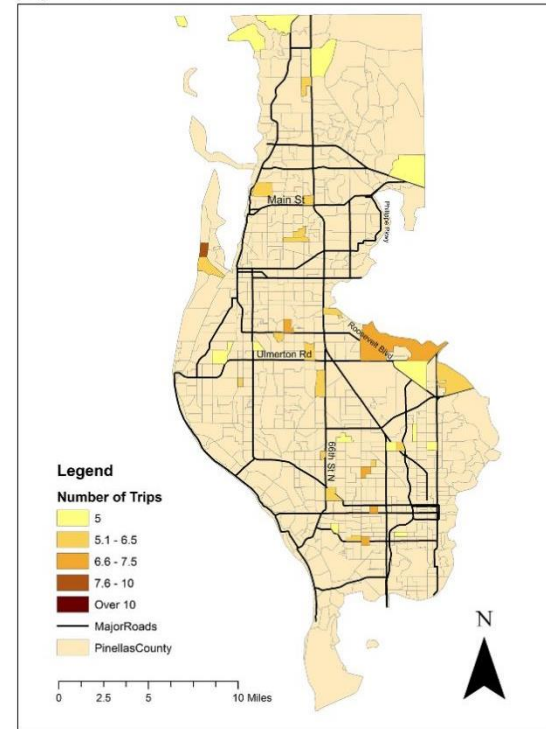 Main St
Philippe Pkwy
Roosevelt Blvd
Ulmerton Rd
66th St N
Legend
Number of Trips
5
5.1 - 6.5
6.6 - 7.5
7.6 - 10
Over 10
MajorRoads
PinellasCounty
0 2.5 5 10 Miles
N